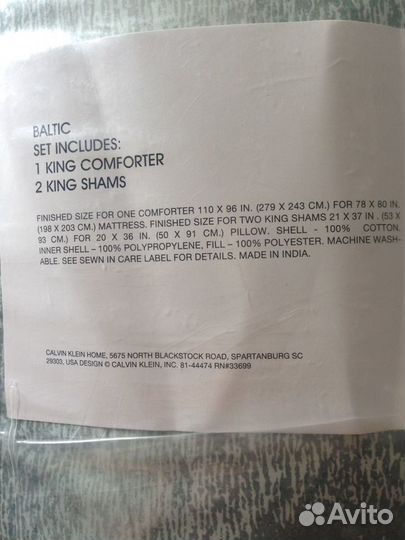 BALTIC
SET INCLUDES:
1 KING COMFORTER
2 KING SHAMS
FINISHED SIZE FOR ONE COMFORTER 110 X 96 IN. (279 X 243 CM.) FOR 78 X 80 IN.
(198 X 203 CM.) MATTRESS. FINISHED SIZE FOR TWO KING SHAMS 21 X 37 IN. (53 X
93 CM.) FOR 20 X 36 IN. (50 X 91 CM.) PILLOW. SHELL - 100% COTTON.
INNER SHELL – 100% POLYPROPYLENE, FILL – 100% POLYESTER. MACHINE WASH-
ABLE. SEE SEWN IN CARE LABEL FOR DETAILS. MADE IN INDIA.
CALVIN KLEIN HOME, 5675 NORTH BLACKSTOCK ROAD, SPARTANBURG SC
29303, USA DESIGN © CALVIN KLEIN, INC. 81-44474 RN#33699
Avito